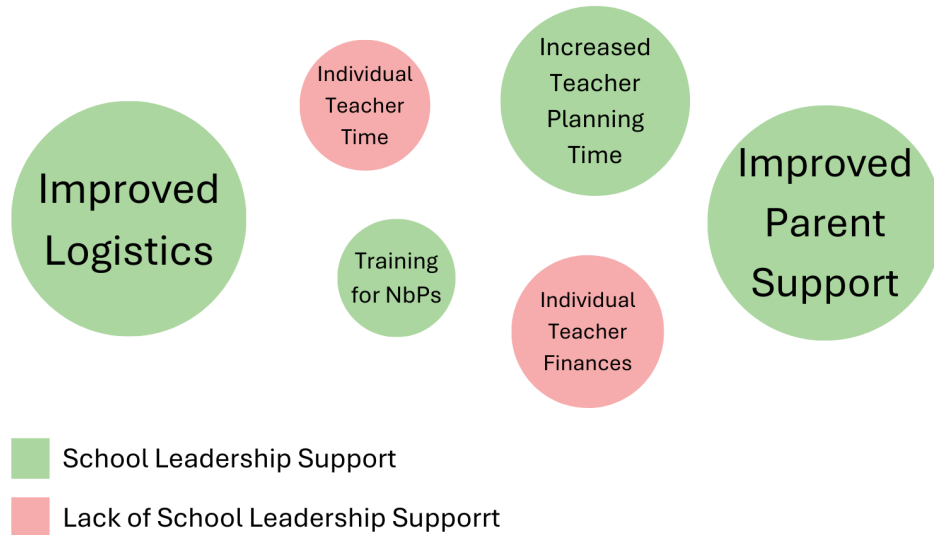 Improved
Logistics
Individual
Teacher
Time
Training
for NbPs
Increased
Teacher
Planning
Time
Individual
Teacher
Finances
Improved
Parent
Support
School Leadership Support
Lack of School Leadership Supporrt